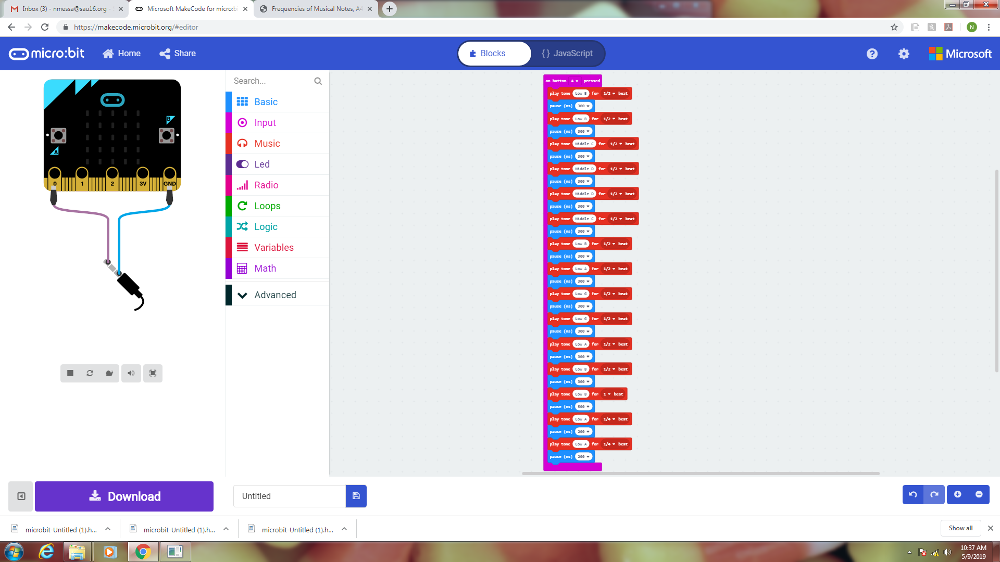 Inbox (3) - nmessa@sau16.org -
Microsoft MakeCode for micro:b
Frequencies of Musical Notes, A4
https://makecode.microbit.org/#editor
N
micro:bit
Home
Share
Blocks
{} JavaScript
?
Microsoft
Search...
Basic
Input
Music
Led
Radio
Loops
Logic
Variables
Math
Advanced
B
A
0 1 2 3V GND
on button A pressed
play tone Low B for 1/2 beat
pause (ms) 300
play tone Low B for 1/2 beat
pause (ms) 300
play tone Middle C for 1/2 beat
pause (ms) 300
play tone Middle D for 1/2 beat
pause (ms) 300
play tone Middle D for 1/2 beat
pause (ms) 300
play tone Middle C for 1/2 beat
pause (ms) 300
play tone Low B for 1/2 beat
pause (ms) 300
play tone Low A for 1/2 beat
pause (ms) 300
play tone Low G for 1/2 beat
pause (ms) 300
play tone Low G for 1/2 beat
pause (ms) 300
play tone Low A for 1/2 beat
pause (ms) 300
play tone Low B for 1/2 beat
pause (ms) 300
play tone Low B for 1 beat
pause (ms) 500
play tone Low A for 1/4 beat
pause (ms) 200
play tone Low A for 1/4 beat
pause (ms) 200
Download
Untitled
microbit-Untitled (1).h...
microbit-Untitled (1).h...
microbit-Untitled (1).h...
Show all
10:37 AM
5/9/2019